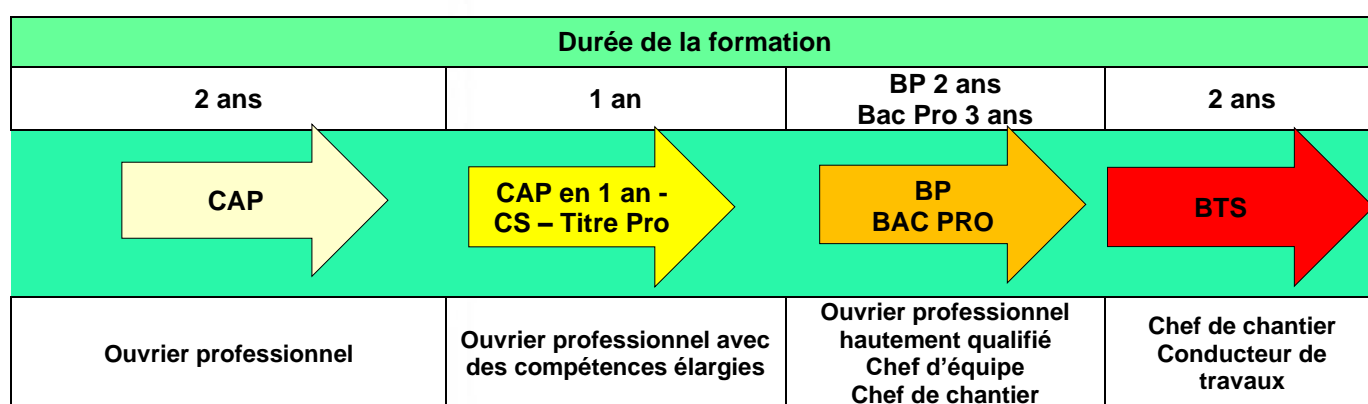 Durée de la formation
2 ans
1 an
BP 2 ans
Bac Pro 3 ans
2 ans
CAP
CAP en 1 an -
CS – Titre Pro
BP
BAC PRO
BTS
Ouvrier professionnel
Ouvrier professionnel avec
des compétences élargies
Ouvrier professionnel
hautement qualifié
Chef d’équipe
Chef de chantier
Chef de chantier
Conducteur de
travaux